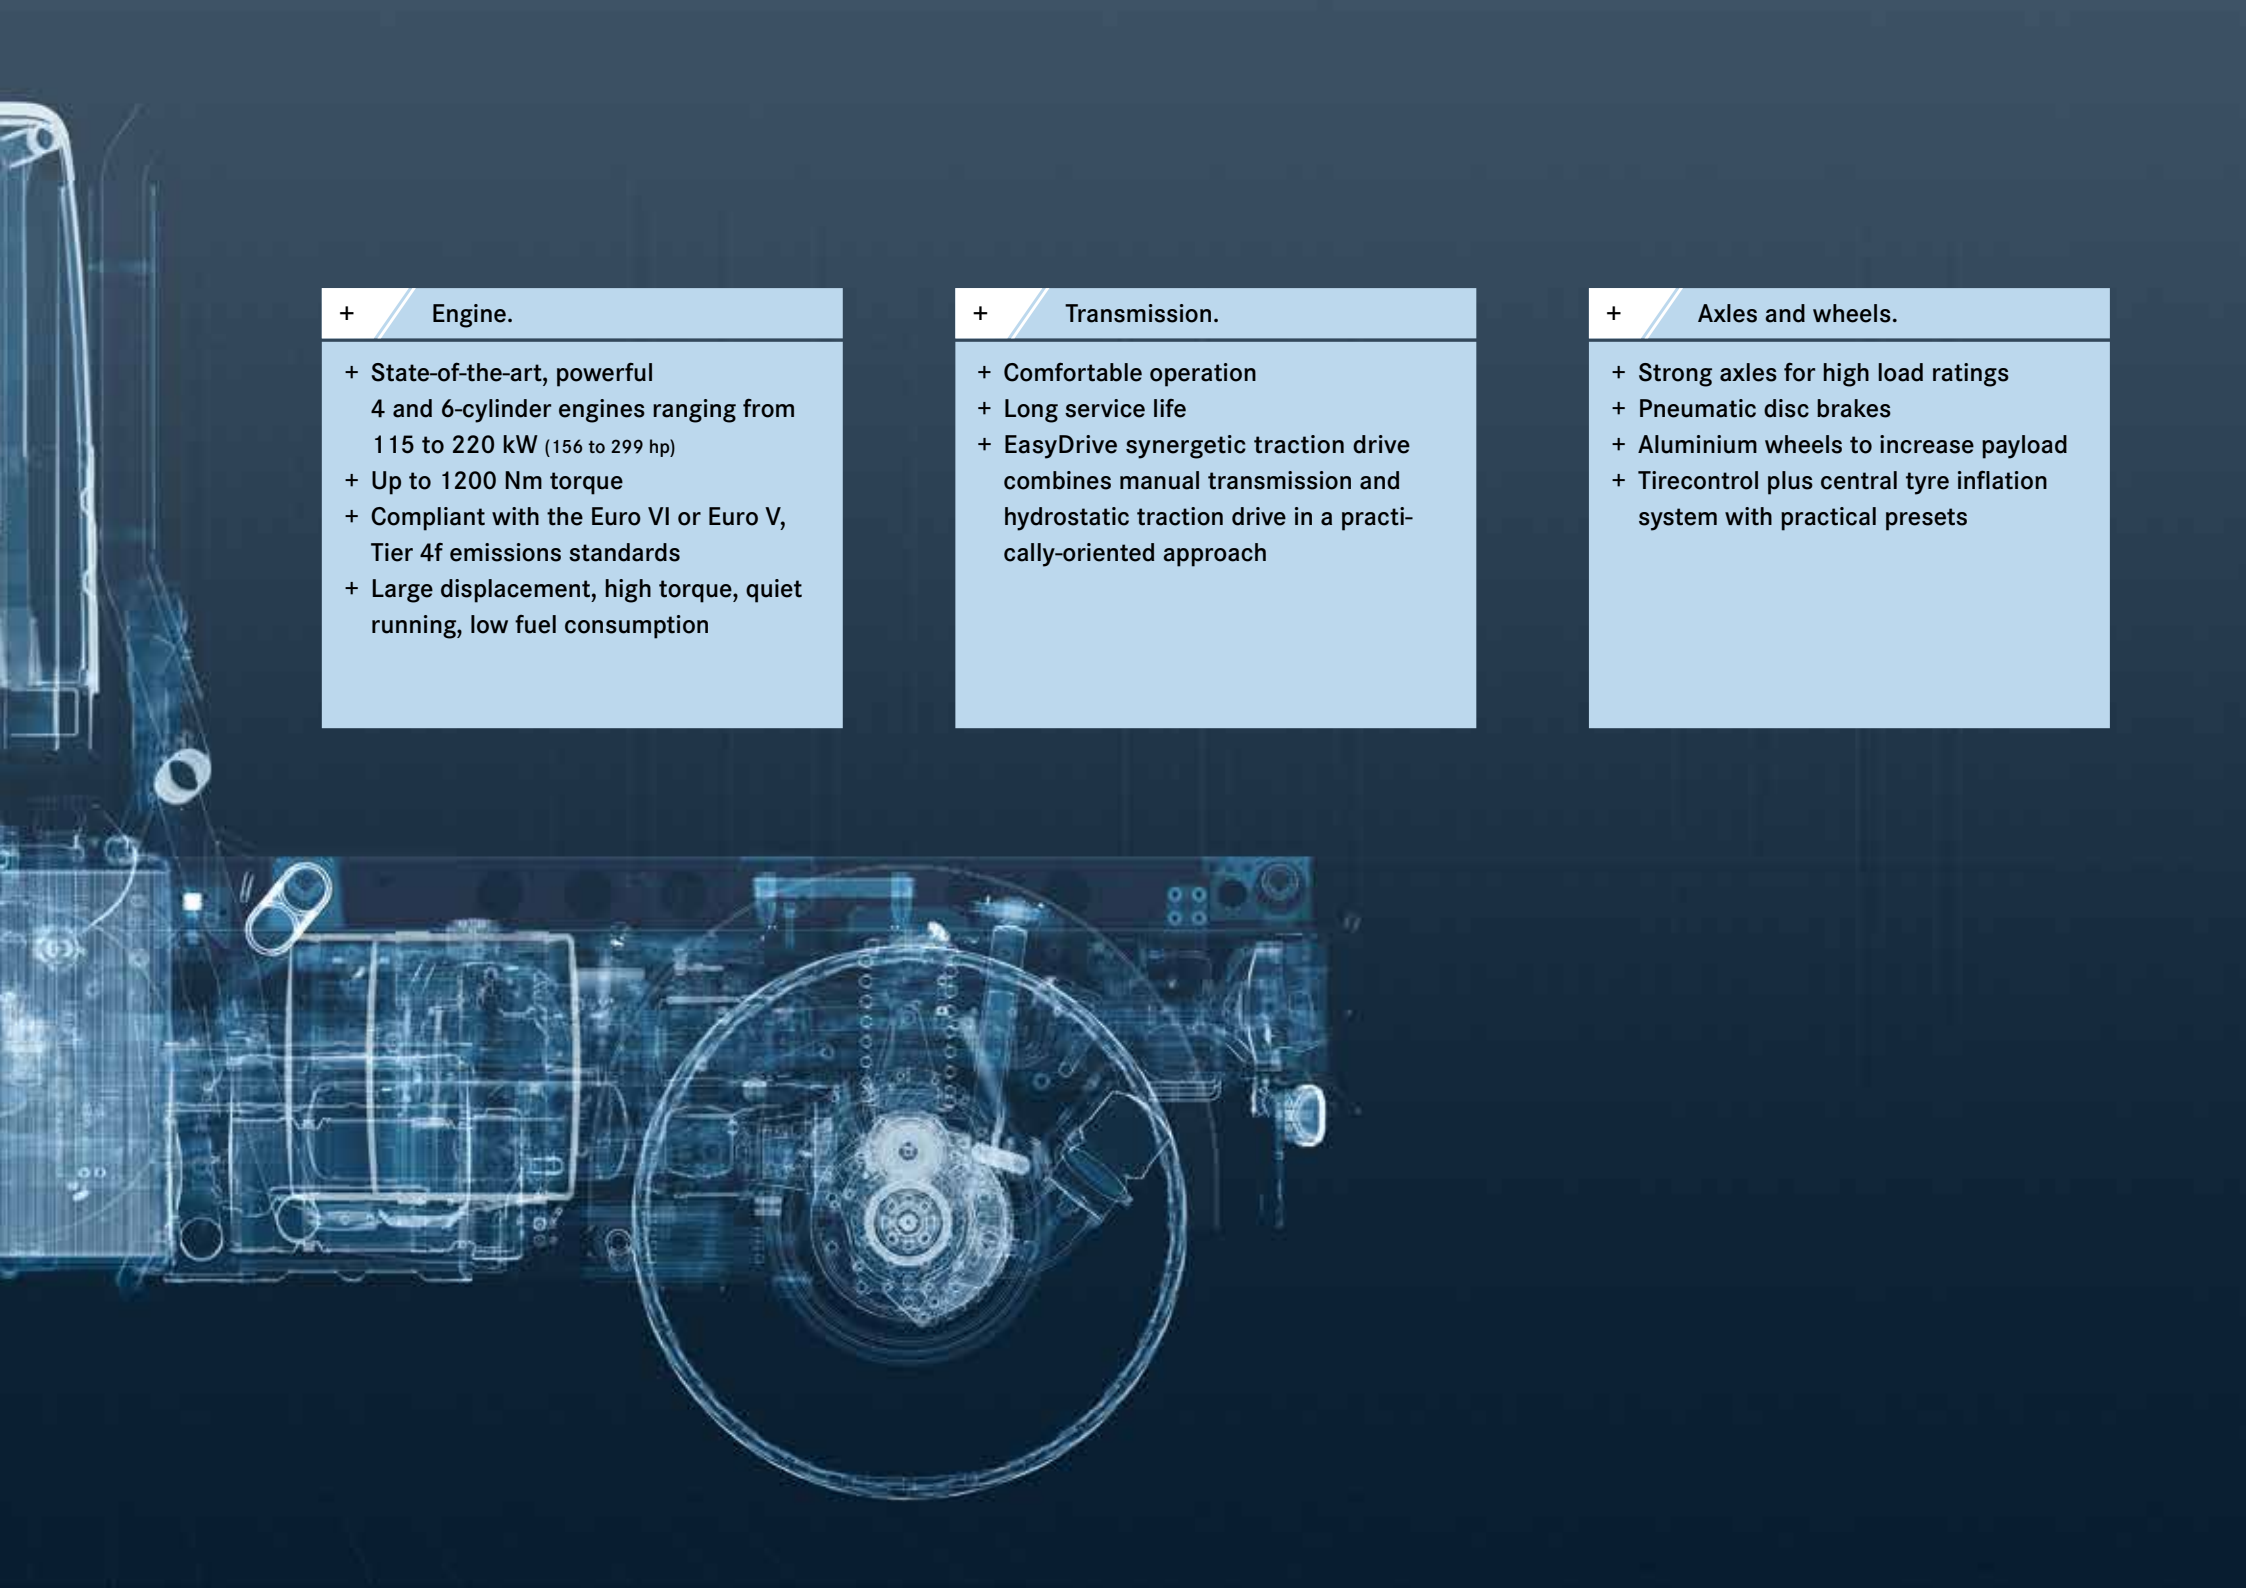 + Engine.
+ State-of-the-art, powerful
4 and 6-cylinder engines ranging from
115 to 220 kW (156 to 299 hp)
+ Up to 1200 Nm torque
+ Compliant with the Euro VI or Euro V,
Tier 4f emissions standards
+ Large displacement, high torque, quiet
running, low fuel consumption
+ Transmission.
+ Comfortable operation
+ Long service life
+ EasyDrive synergetic traction drive
combines manual transmission and
hydrostatic traction drive in a practi-
cally-oriented approach
+ Axles and wheels.
+ Strong axles for high load ratings
+ Pneumatic disc brakes
+ Aluminium wheels to increase payload
+ Tirecontrol plus central tyre inflation
system with practical presets